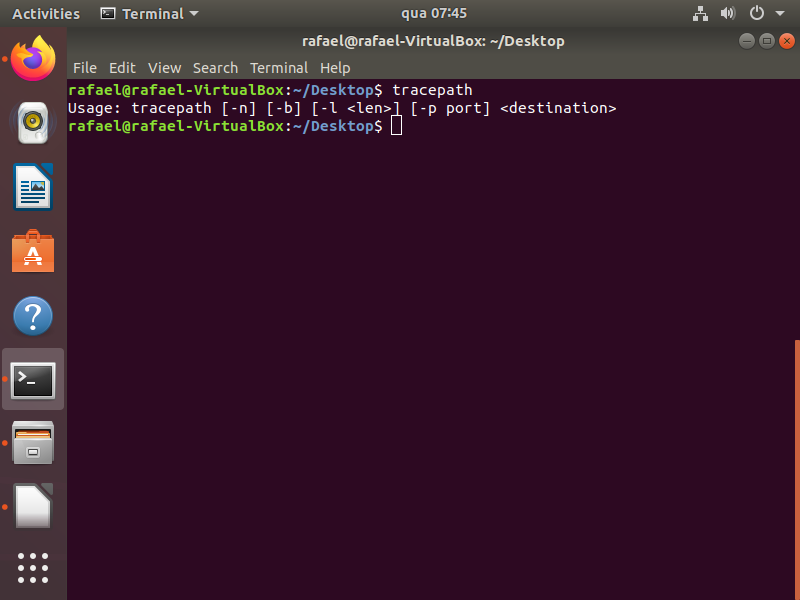 Activities Terminal qua 07:45
rafael@rafael-VirtualBox: ~/Desktop
File Edit View Search Terminal Help
rafael@rafael-VirtualBox:~/Desktop$ tracepath
Usage: tracepath [-n] [-b] [-l <len>] [-p port] <destination>
rafael@rafael-VirtualBox:~/Desktop$